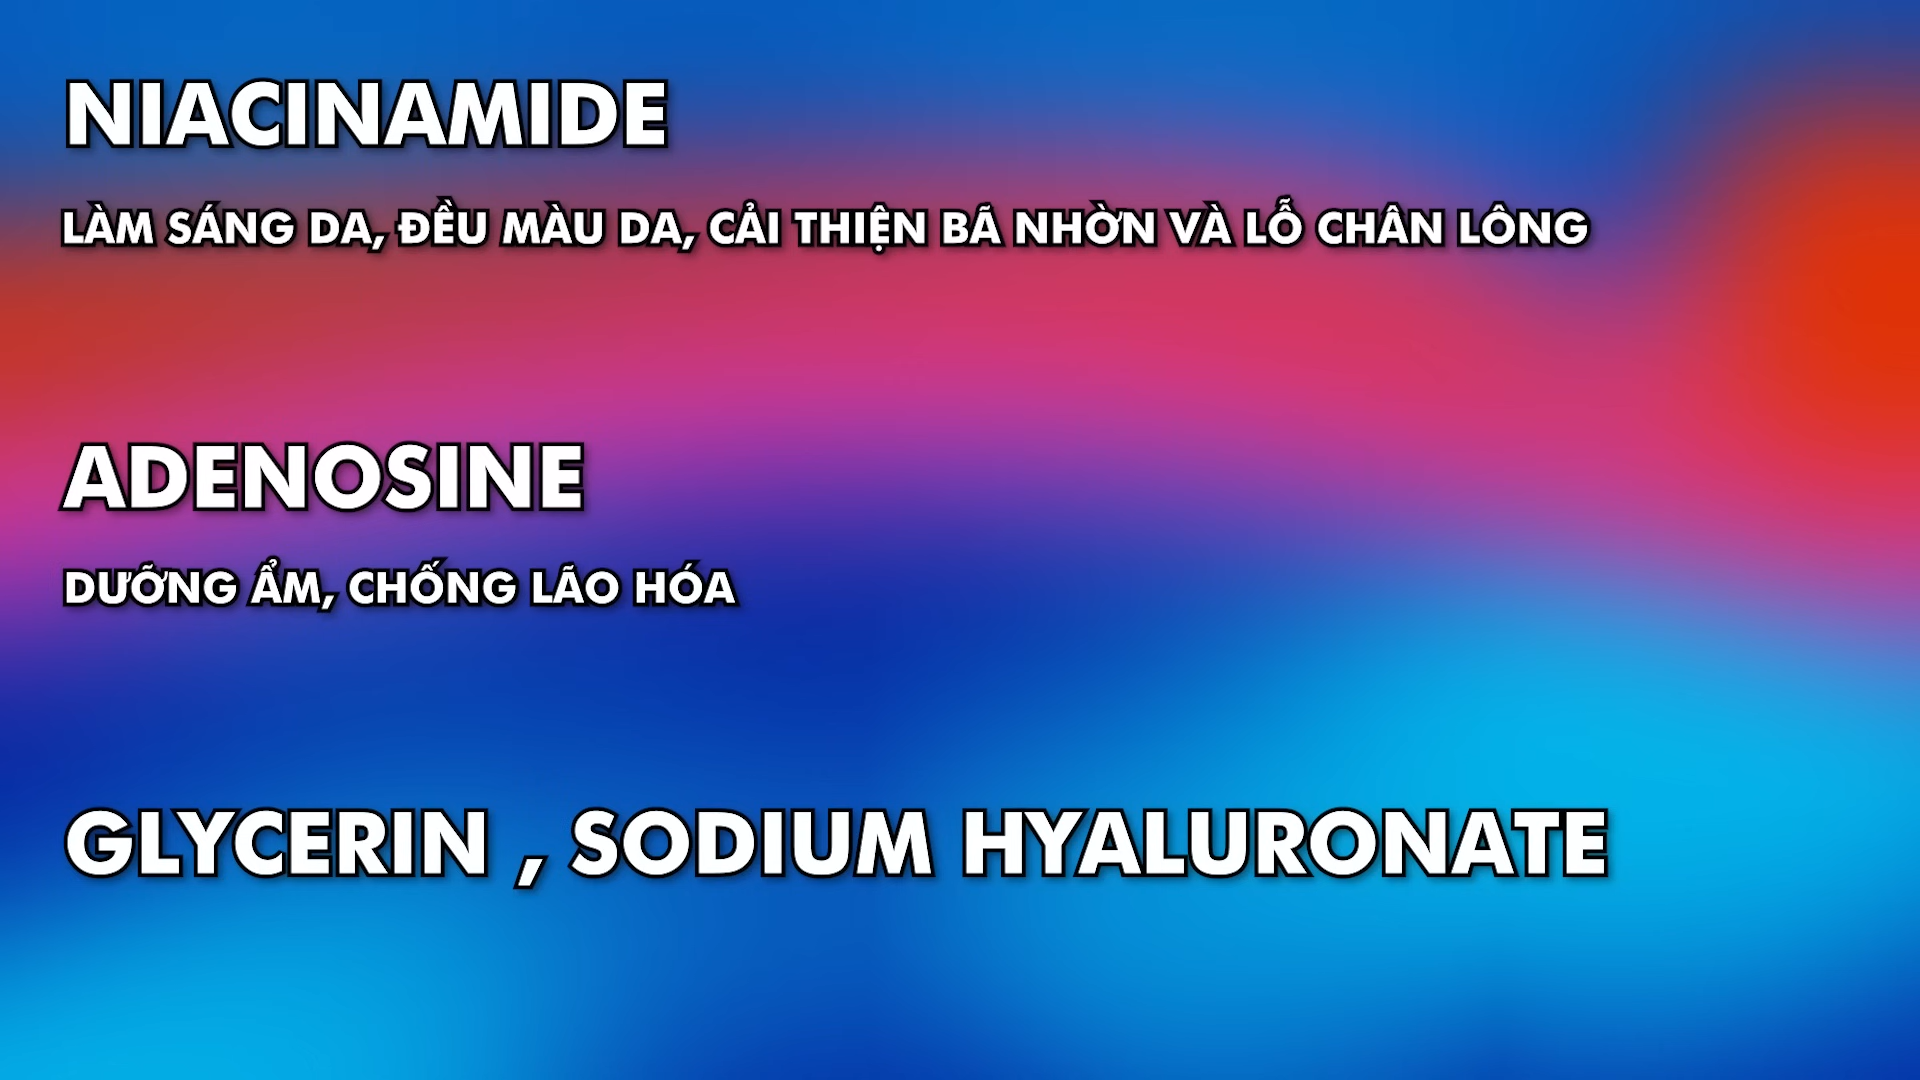 NIACINAMIDE
LÀM SÁNG DA, ĐỀU MÀU DA, CẢI THIỆN BÃ NHỜN VÀ LỖ CHÂN LÔNG
ADENOSINE
DƯỠNG ẨM, CHỐNG LÃO HÓA
GLYCERIN , SODIUM HYALURONATE